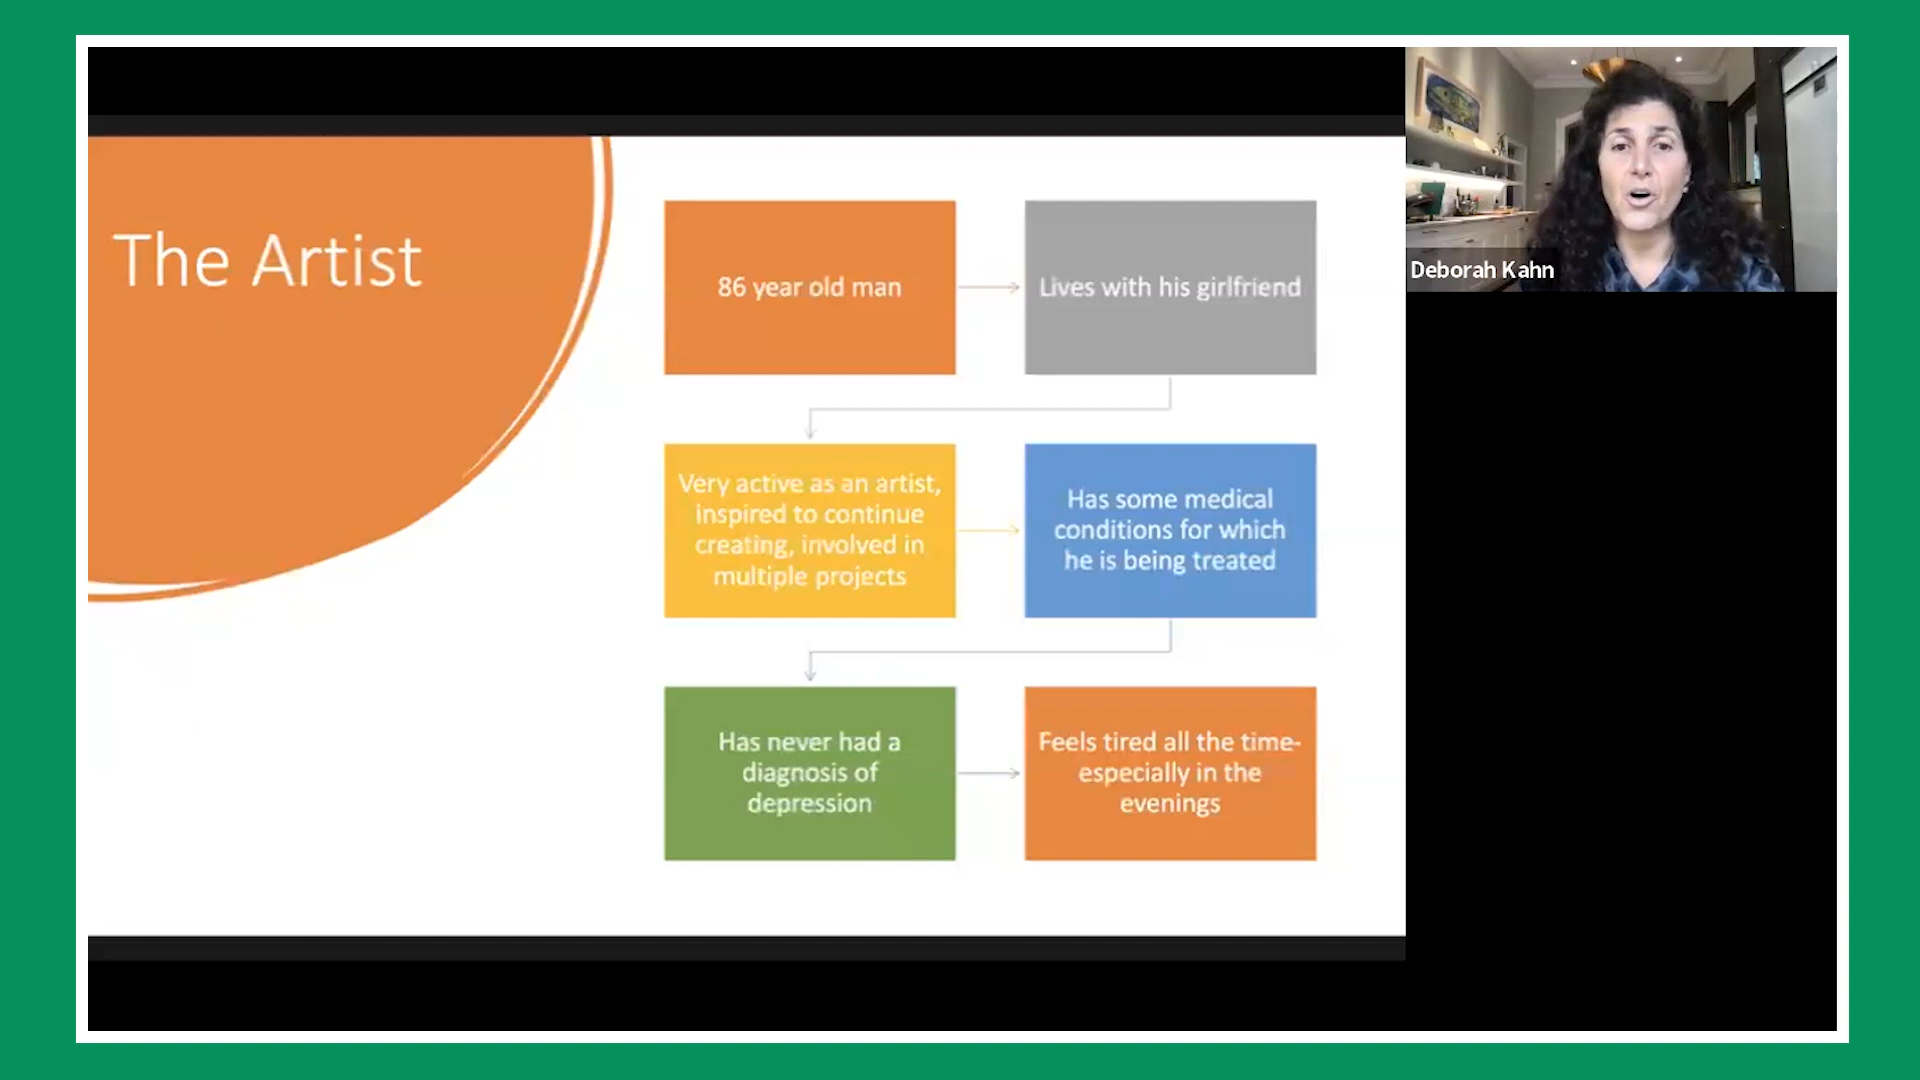 The Artist
86 year old man
Lives with his girlfriend
Very active as an artist,
inspired to continue
creating, involved in
multiple projects
Has some medical
conditions for which
he is being treated
Has never had a
diagnosis of
depression
Feels tired all the time-
especially in the
evenings
Deborah Kahn